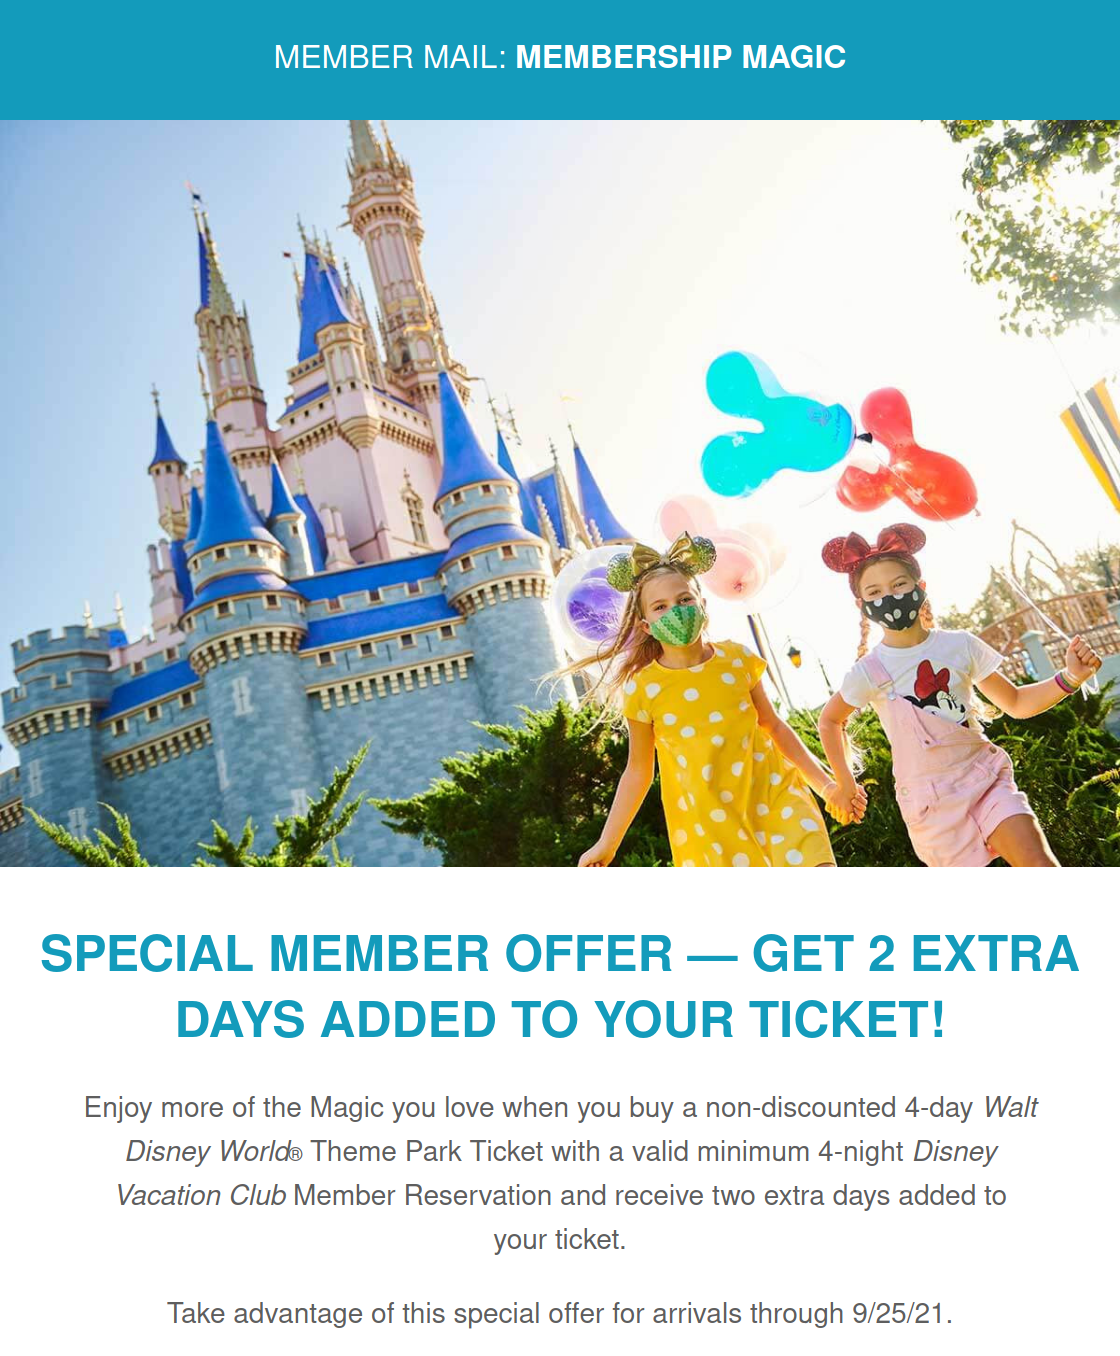 MEMBER MAIL: MEMBERSHIP MAGIC
SPECIAL MEMBER OFFER — GET 2 EXTRA
DAYS ADDED TO YOUR TICKET!
Enjoy more of the Magic you love when you buy a non-discounted 4-day Walt
Disney World® Theme Park Ticket with a valid minimum 4-night Disney
Vacation Club Member Reservation and receive two extra days added to
your ticket.
Take advantage of this special offer for arrivals through 9/25/21.